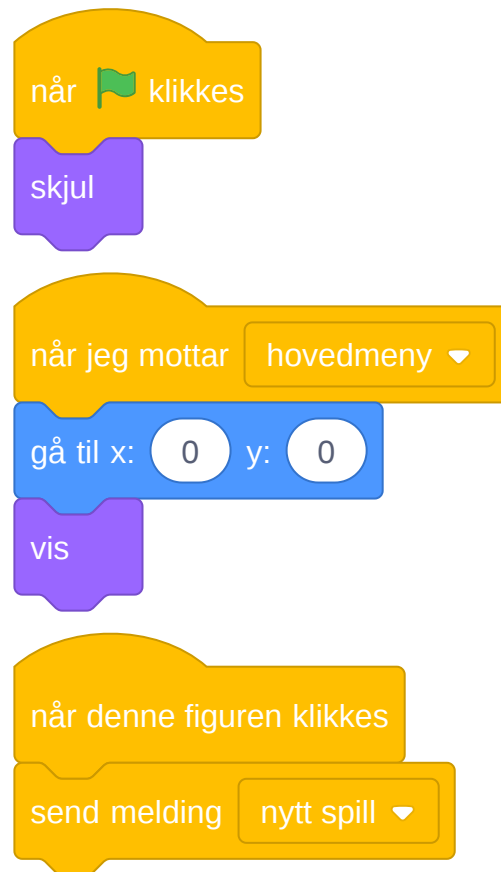 når klikkes
skjul
når jeg mottar hovedmeny
gå til x: 0 y: 0
vis
når denne figuren klikkes
send melding nytt spill